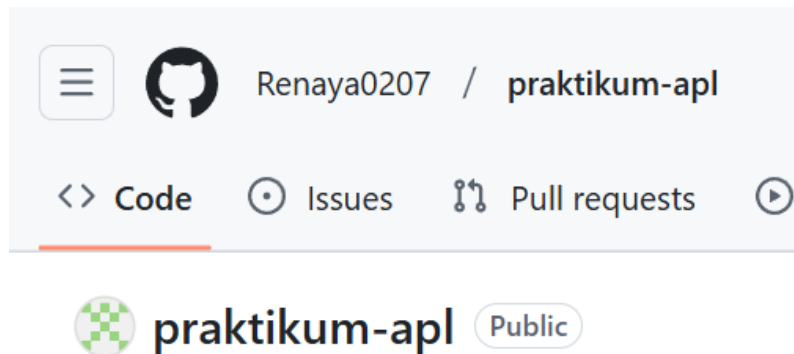 Renaya0207 / praktikum-apl
Code Issues Pull requests
praktikum-apl Public